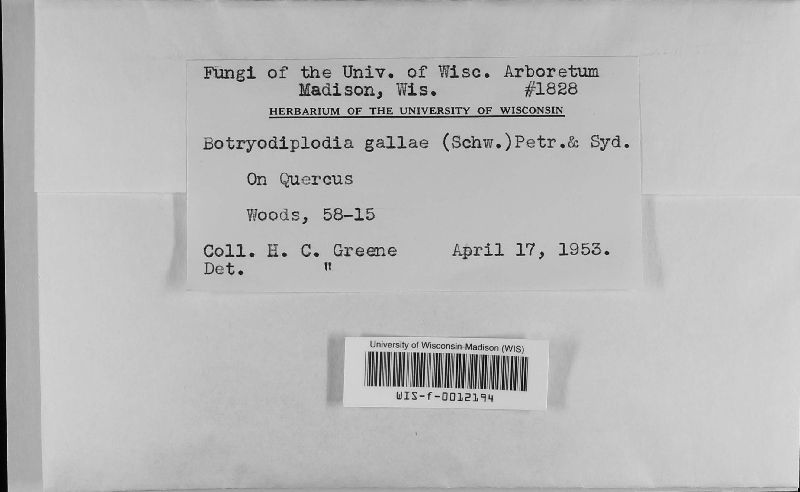 Fungi of the Univ. of Wisc. Arboretum
Madison, Wis. #1828
HERBARIUM OF THE UNIVERSITY OF WISCONSIN
Botryodiplodia gallae (Schw.)Petr.& Syd.
On Quercus
Woods, 58-15
Coll. H. C. Greene April 17, 1953.
Det. "
University of Wisconsin-Madison (WIS)
WIS-f-0012194